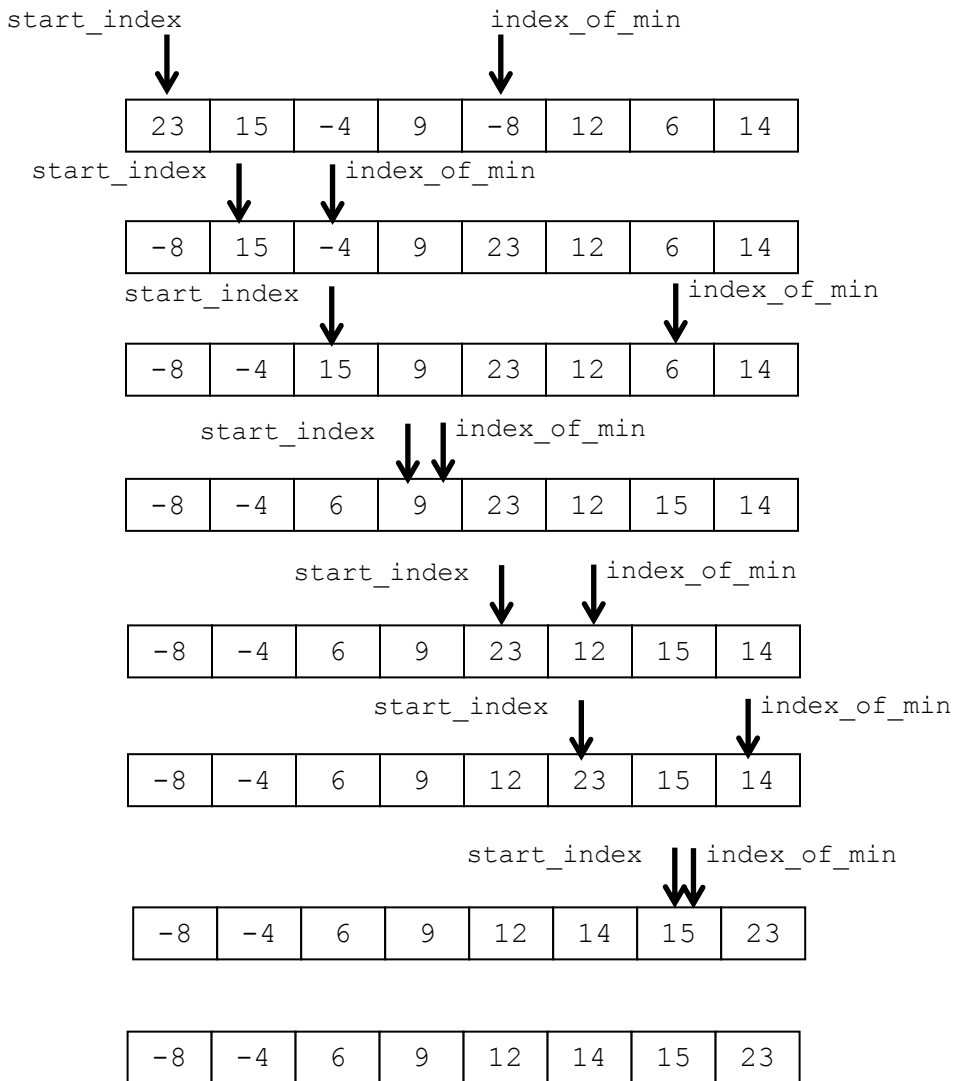 start_index index_of_min
23 15 -4 9 -8 12 6 14
start_index index_of_min
-8 15 -4 9 23 12 6 14
start_index index_of_min
-8 -4 15 9 23 12 6 14
start_index index_of_min
-8 -4 6 9 23 12 15 14
start_index index_of_min
-8 -4 6 9 23 12 15 14
start_index index_of_min
-8 -4 6 9 12 23 15 14
start_index index_of_min
-8 -4 6 9 12 14 15 23
-8 -4 6 9 12 14 15 23